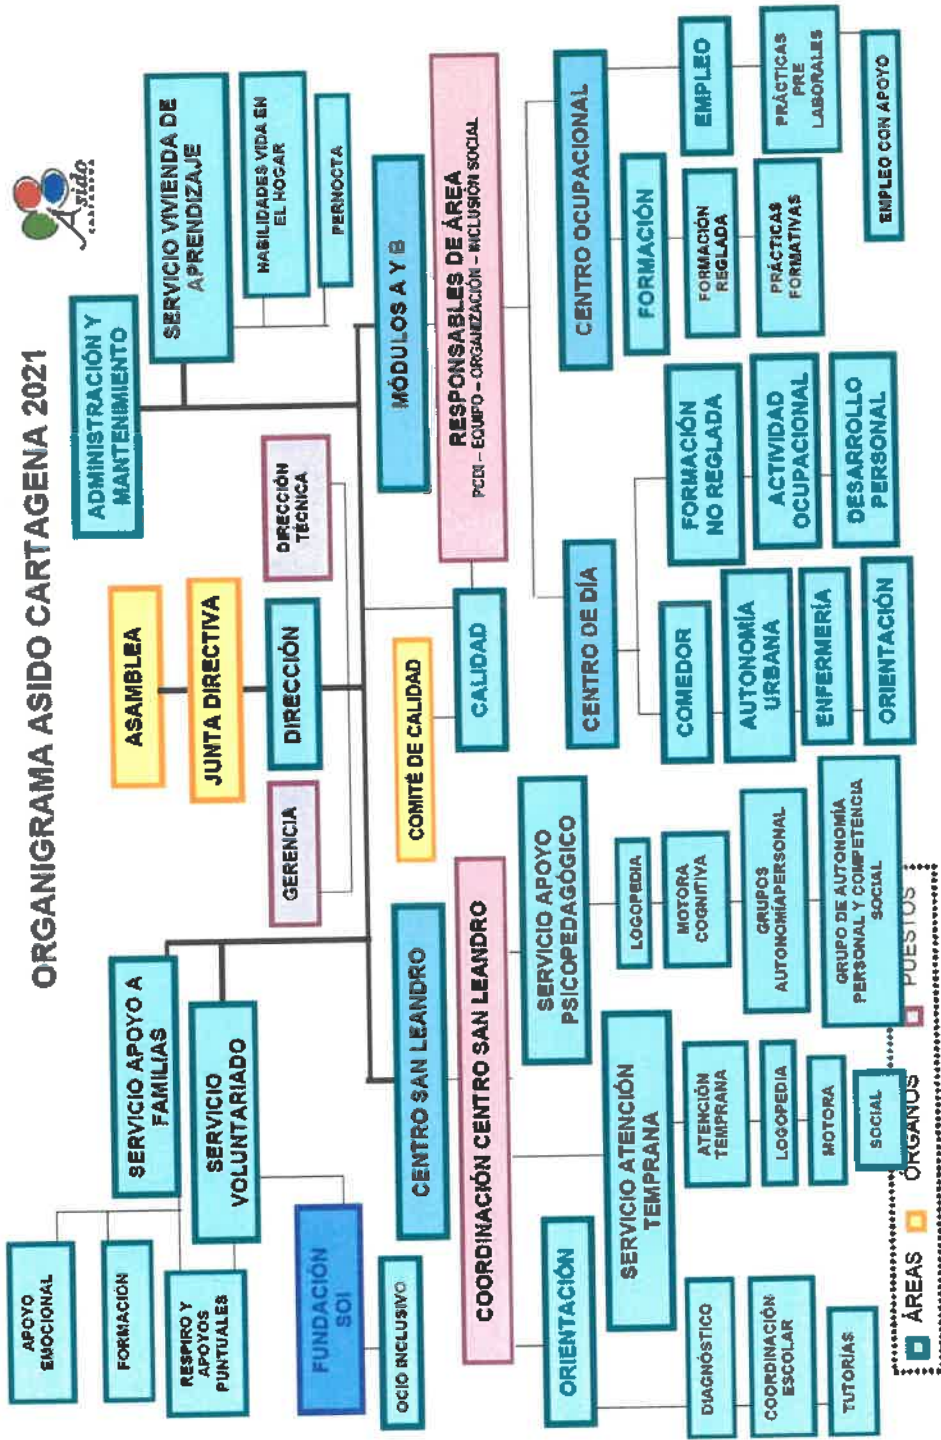 ORGANIGRAMA ASIDO CARTAGENA 2021
Asido
CARTAGENA
ASAMBLEA
JUNTA DIRECTIVA
DIRECCIÓN
GERENCIA
DIRECCIÓN
TÉCNICA
ADMINISTRACIÓN Y
MANTENIMIENTO
SERVICIO VIVIENDA DE
APRENDIZAJE
HABILIDADES VIDA EN
EL HOGAR
PERNOCTA
SERVICIO APOYO A
FAMILIAS
APOYO
EMOCIONAL
FORMACIÓN
RESPIRO Y
APOYOS
PUNTUALES
SERVICIO
VOLUNTARIADO
FUNDACIÓN
SOI
OCIO INCLUSIVO
COMITÉ DE CALIDAD
CALIDAD
CENTRO SAN LEANDRO
COORDINACIÓN CENTRO SAN LEANDRO
ORIENTACIÓN
DIAGNÓSTICO
COORDINACIÓN
ESCOLAR
TUTORÍAS
SERVICIO ATENCIÓN
TEMPRANA
ATENCIÓN
TEMPRANA
LOGOPEDIA
MOTORA
SOCIAL
SERVICIO APOYO
PSICOPEDAGÓGICO
LOGOPEDIA
MOTORA
COGNITIVA
GRUPOS
AUTONOMÍAPERSONAL
GRUPO DE AUTONOMÍA
PERSONAL Y COMPETENCIA
SOCIAL
MÓDULOS A Y B
RESPONSABLES DE ÁREA
PCDI – EQUIPO – ORGANIZACIÓN – INCLUSIÓN SOCIAL
CENTRO DE DÍA
COMEDOR
AUTONOMÍA
URBANA
ENFERMERÍA
ORIENTACIÓN
FORMACIÓN
NO REGLADA
ACTIVIDAD
OCUPACIONAL
DESARROLLO
PERSONAL
CENTRO OCUPACIONAL
FORMACIÓN
FORMACIÓN
REGLADA
PRÁCTICAS
FORMATIVAS
EMPLEO
PRÁCTICAS
PRE
LABORALES
EMPLEO CON APOYO
ÁREAS
ÓRGANOS
PUESTOS